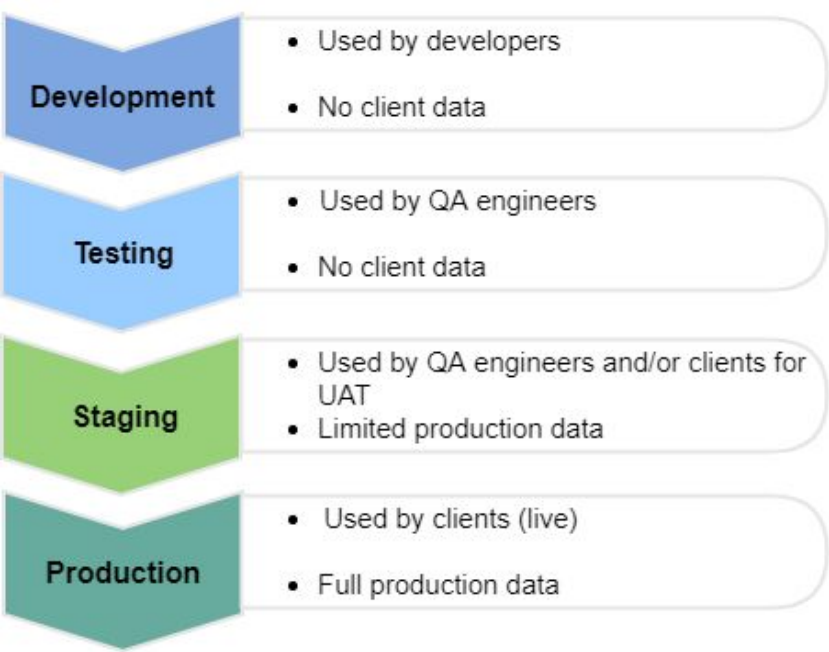 Development
• Used by developers
• No client data
Testing
• Used by QA engineers
• No client data
Staging
• Used by QA engineers and/or clients for
UAT
• Limited production data
Production
• Used by clients (live)
• Full production data